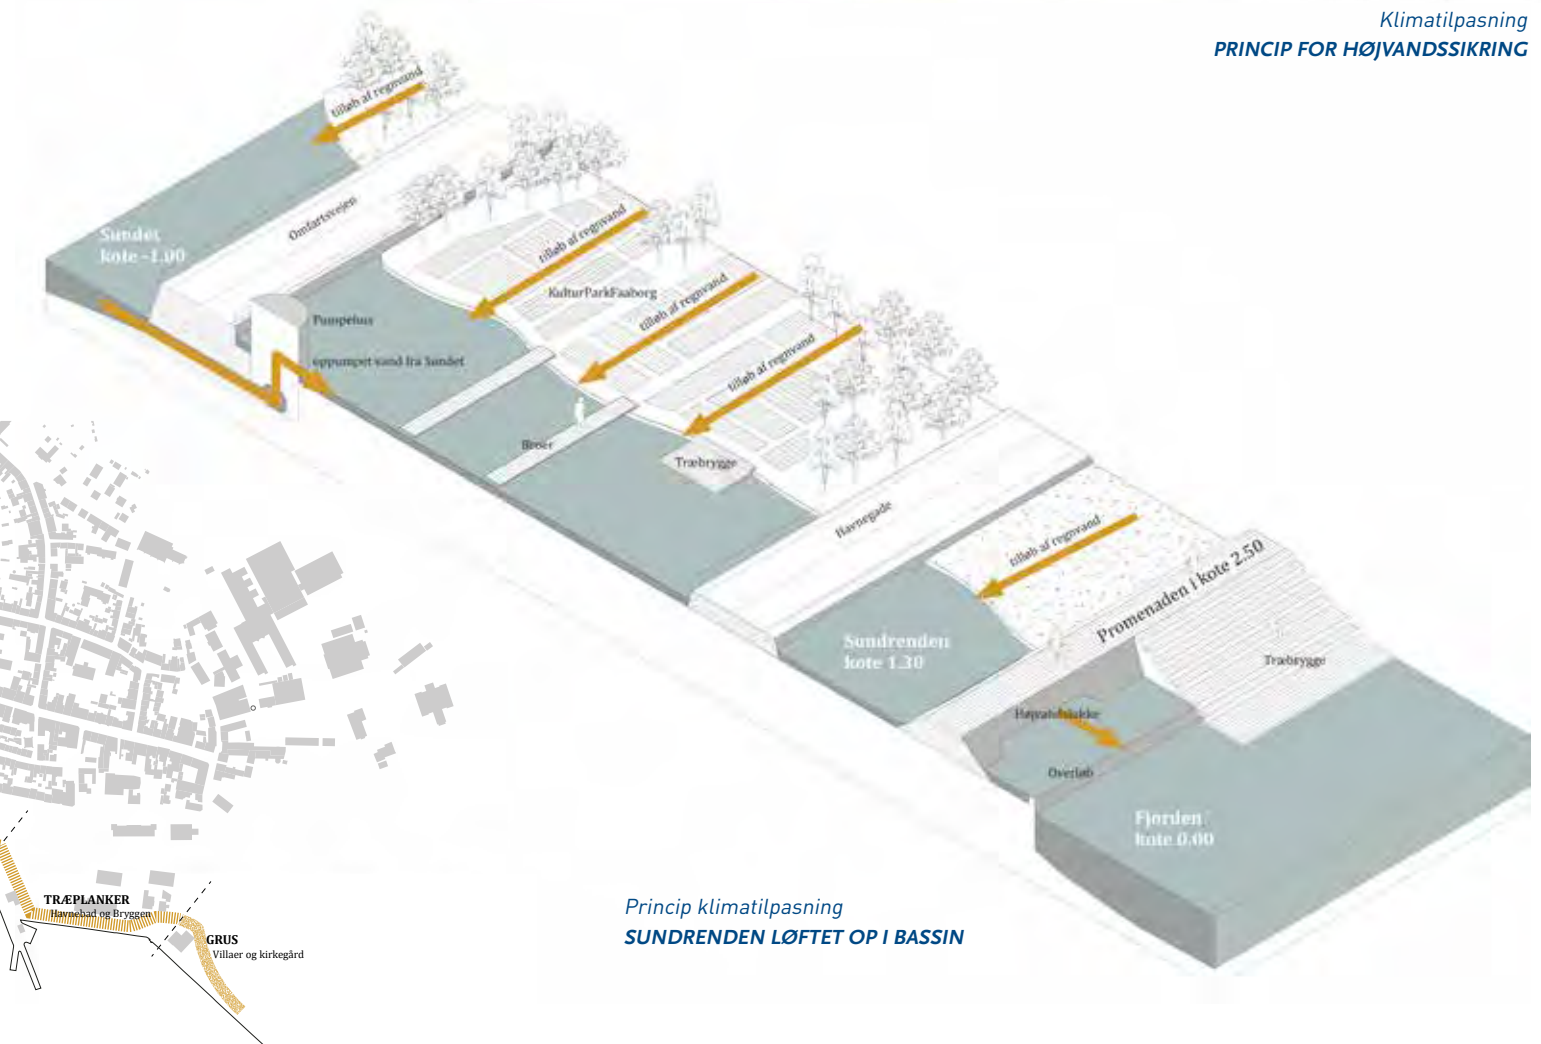 Klimatilpasning
PRINCIP FOR HØJVANDSSIKRING
tilløb af regnvand
Omfartsvejen
Sundet
kote -1.00
tilløb af regnvand
KulturParkFaaborg
tilløb af regnvand
Pumpehus
oppumpet vand fra Sundet
tilløb af regnvand
Broer
Træbrygge
Havnegade
tilløb af regnvand
Promenaden i kote 2.50
Sundrenden
kote 1.30
Træbrygge
Højvandslukke
Overløb
Fjorden
kote 0.00
TRÆPLANKER
Havnebad og Bryggen
GRUS
Villaer og kirkegård
Princip klimatilpasning
SUNDRENDEN LØFTET OP I BASSIN